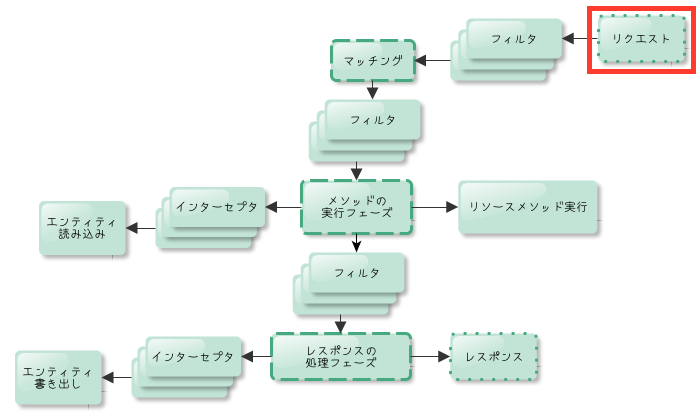 リクエスト
フィルタ
マッチング
フィルタ
メソッドの
実行フェーズ
リソースメソッド実行
インターセプタ
エンティティ
読み込み
フィルタ
レスポンスの
処理フェーズ
レスポンス
インターセプタ
エンティティ
書き出し